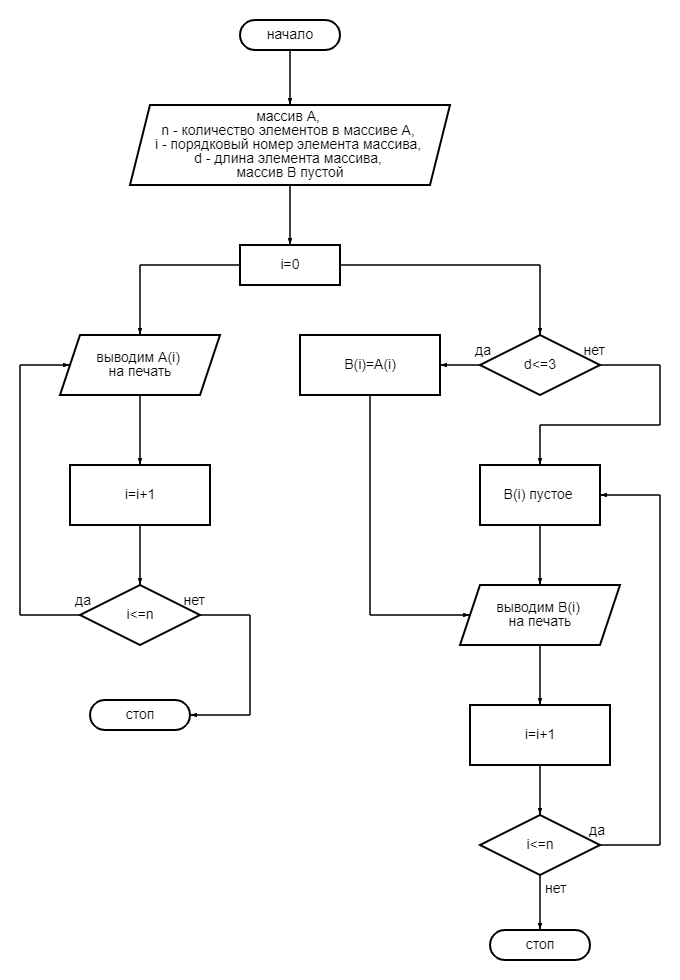 начало
массив A,
n - количество элементов в массиве A,
i - порядковый номер элемента массива,
d - длина элемента массива,
массив B пустой
i=0
выводим A(i)
на печать
i=i+1
да
i<=n
нет
стоп
B(i)=A(i)
да
d<=3
нет
B(i) пустое
выводим B(i)
на печать
i=i+1
i<=n
да
нет
стоп